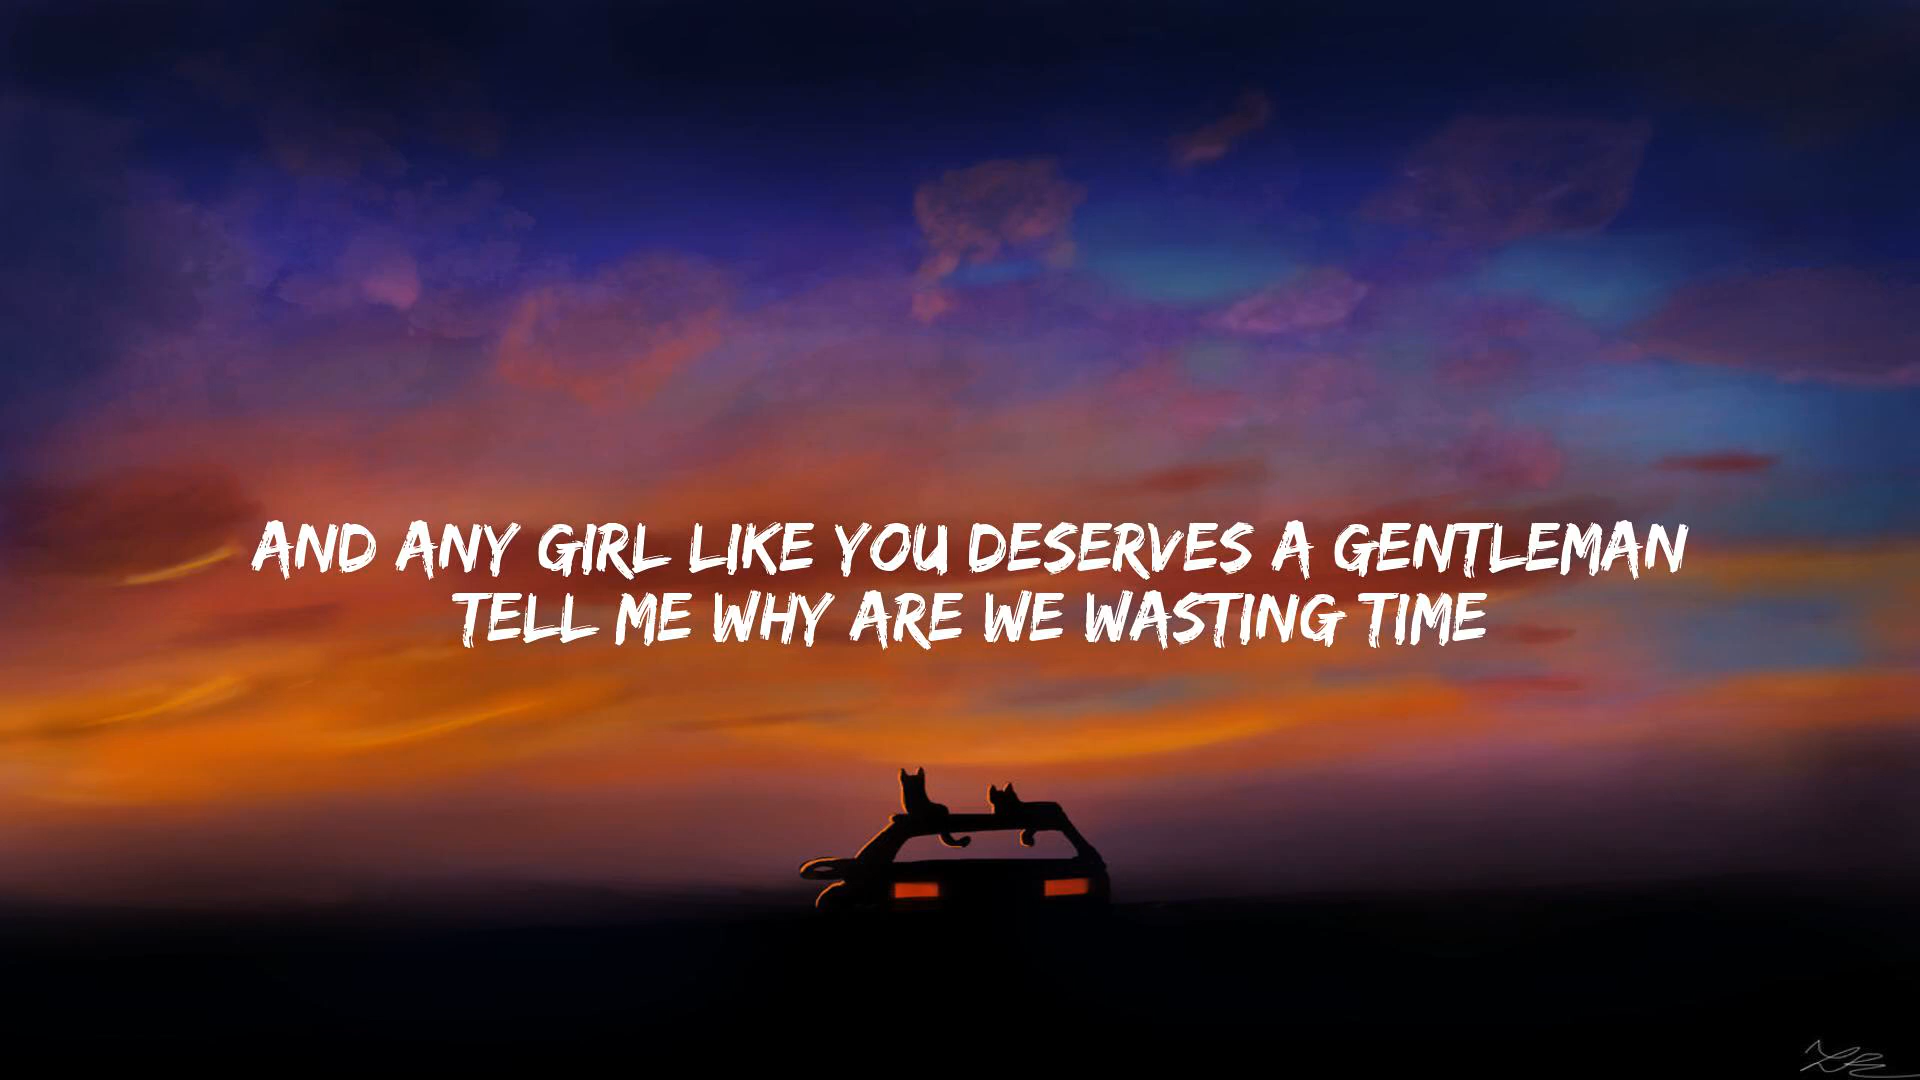 AND ANY GIRL LIKE YOU DESERVES A GENTLEMAN
TELL ME WHY ARE WE WASTING TIME